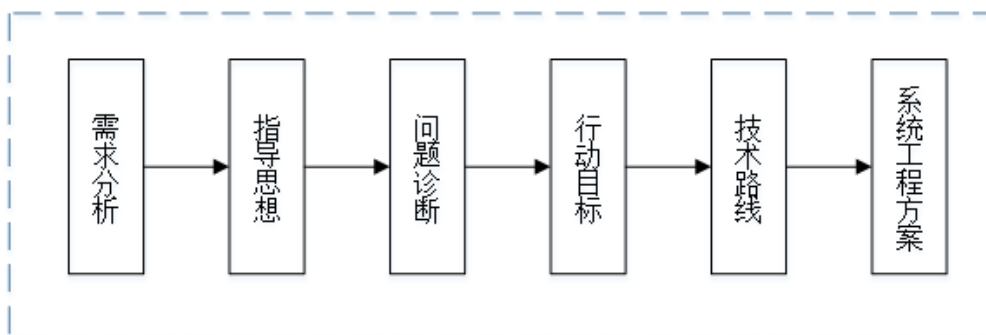 需求分析
指导思想
问题诊断
行动目标
技术路线
系统工程方案